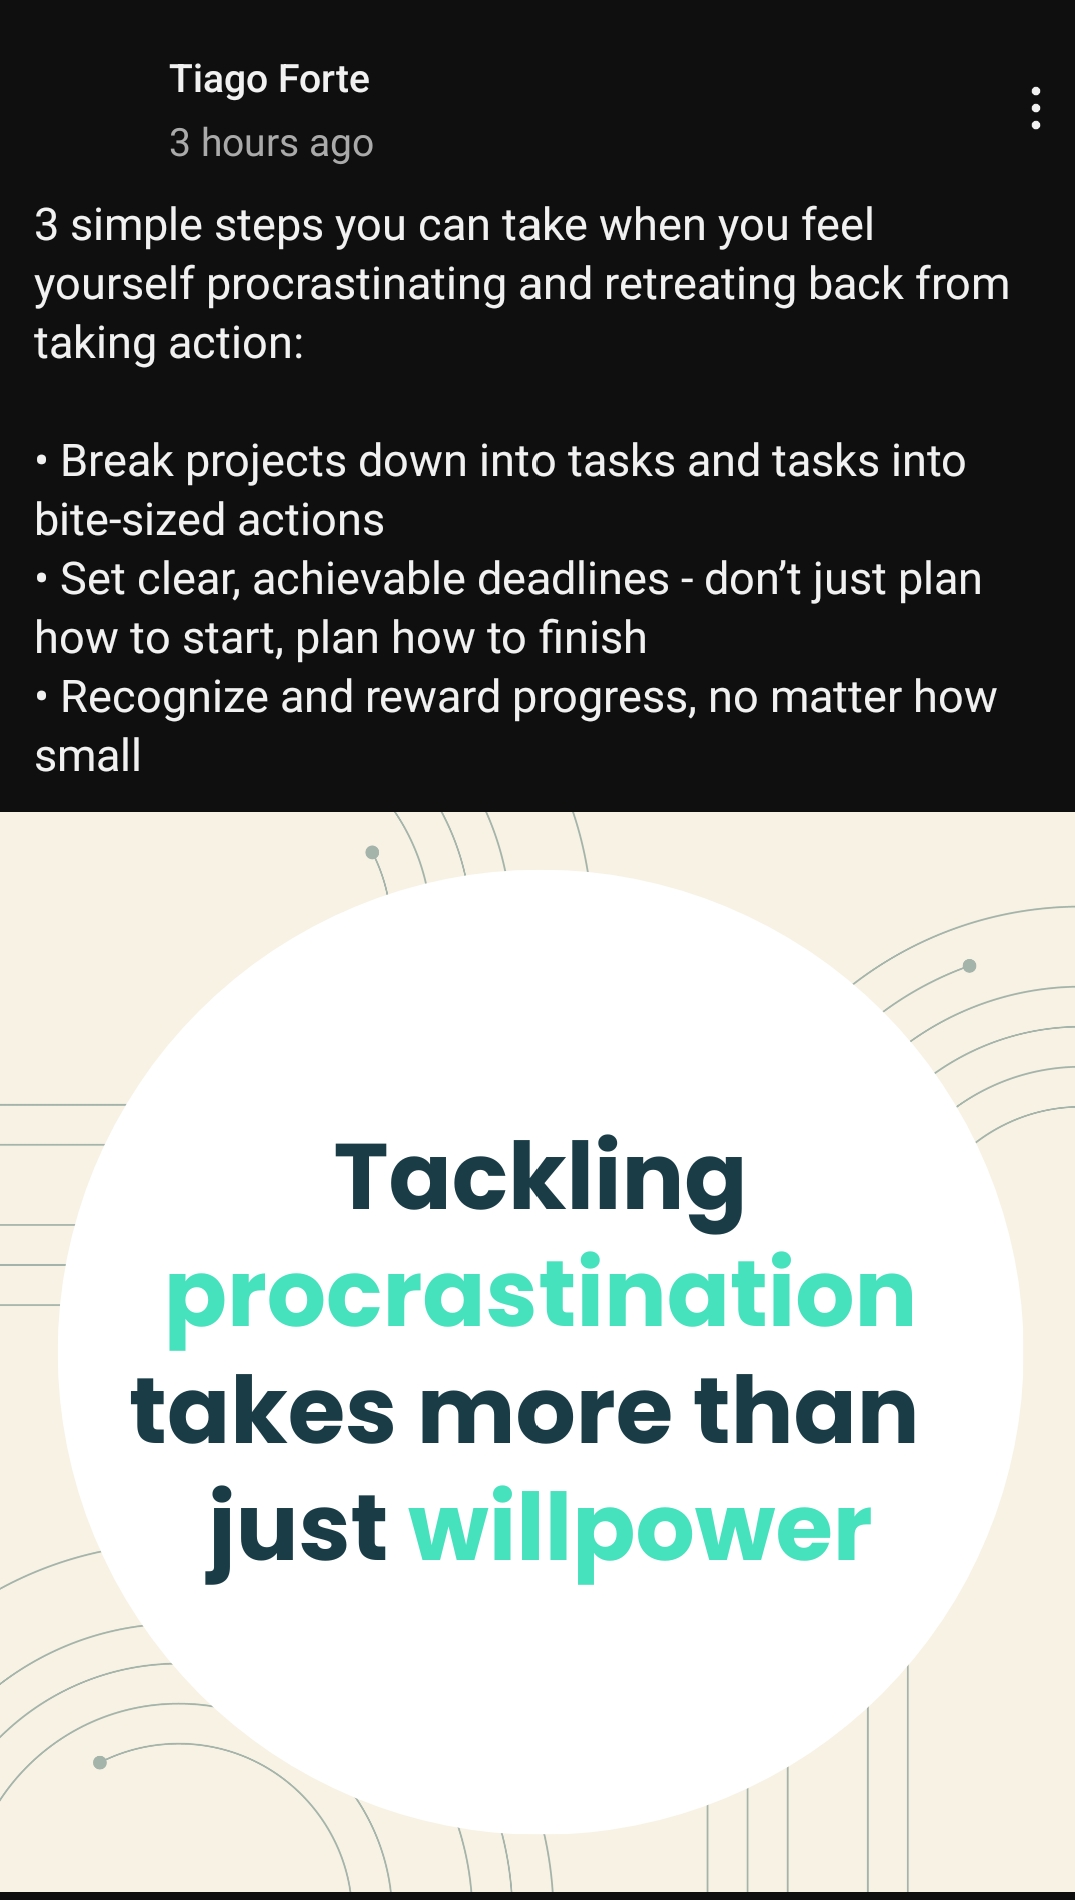 Tiago Forte
3 hours ago
3 simple steps you can take when you feel
yourself procrastinating and retreating back from
taking action:
• Break projects down into tasks and tasks into
bite-sized actions
• Set clear, achievable deadlines - don’t just plan
how to start, plan how to finish
• Recognize and reward progress, no matter how
small
Tackling
procrastination
takes more than
just willpower